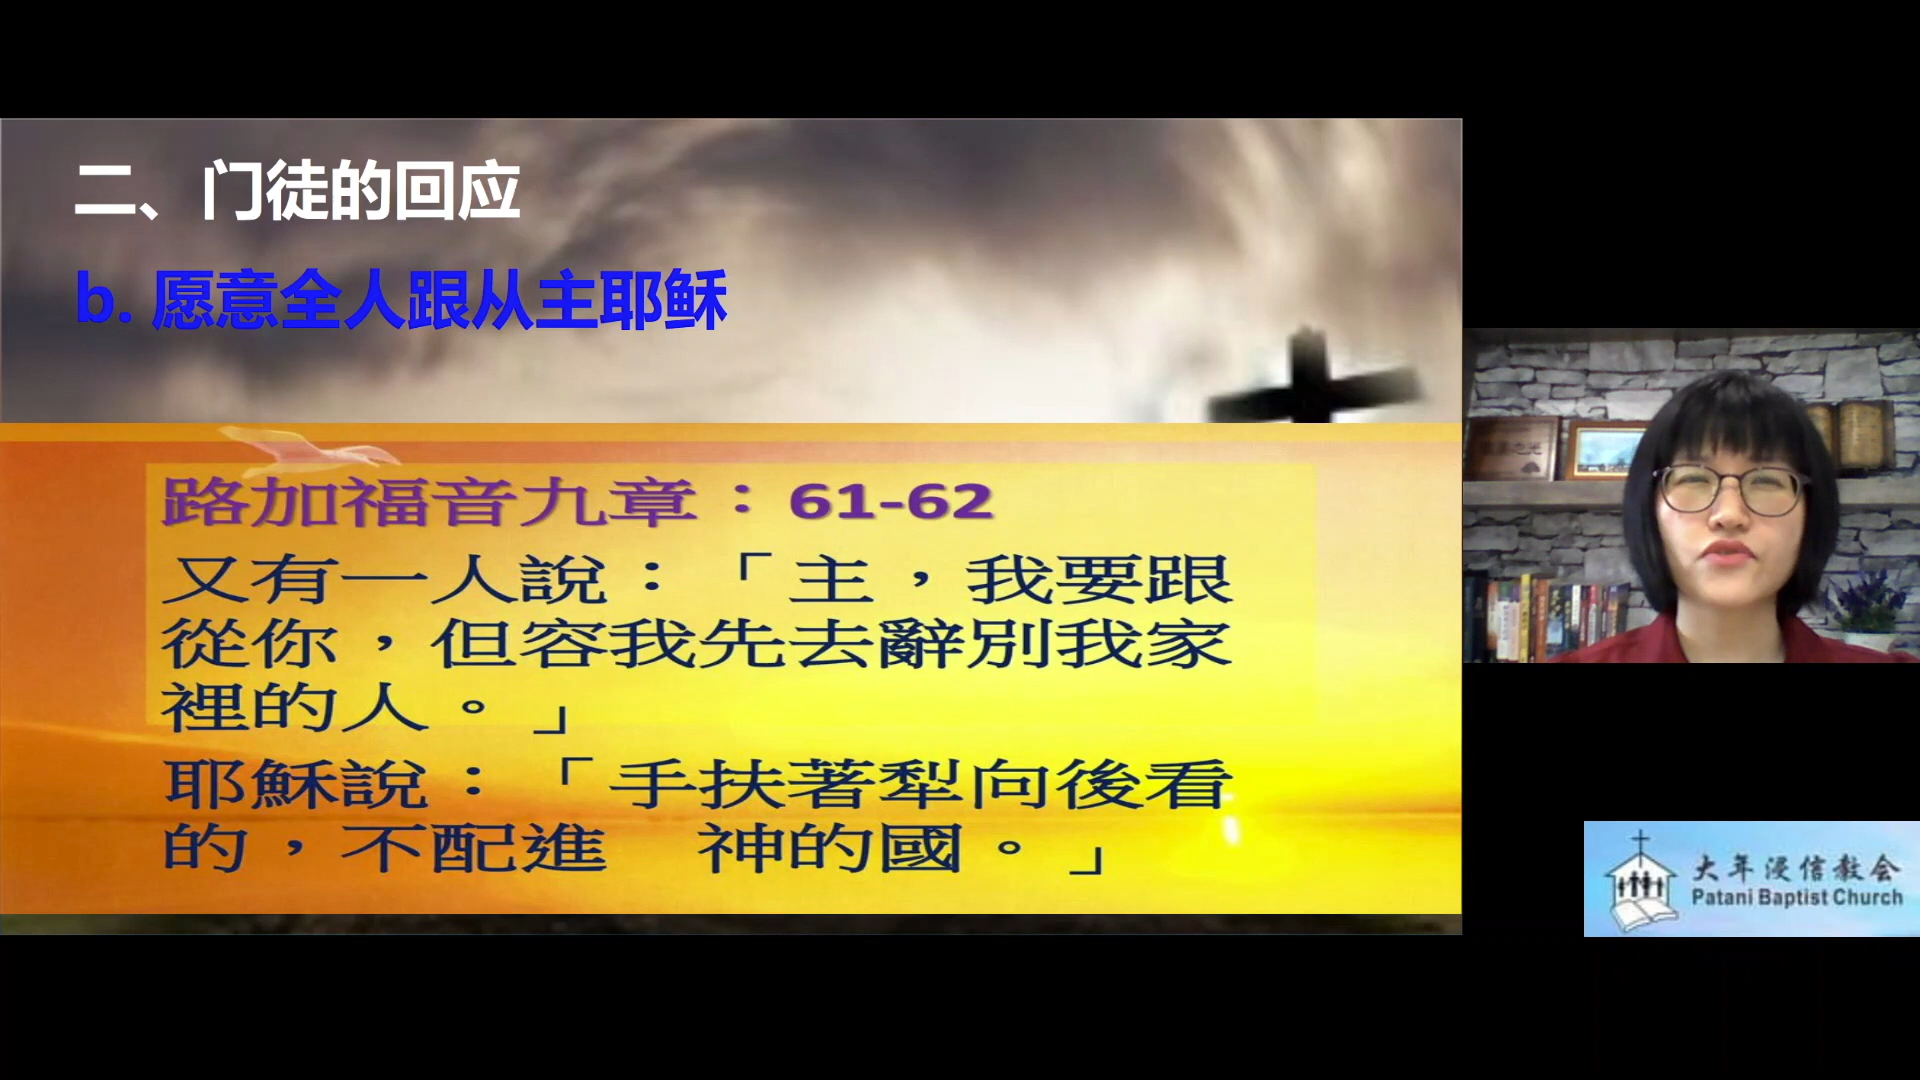 二、门徒的回应
b. 愿意全人跟从主耶稣
路加福音九章：61-62
又有一人說：「主，我要跟
從你，但容我先去辭別我家
裡的人。」
耶穌說：「手扶著犁向後看
的，不配進　神的國。」
大年浸信教会
Patani Baptist Church